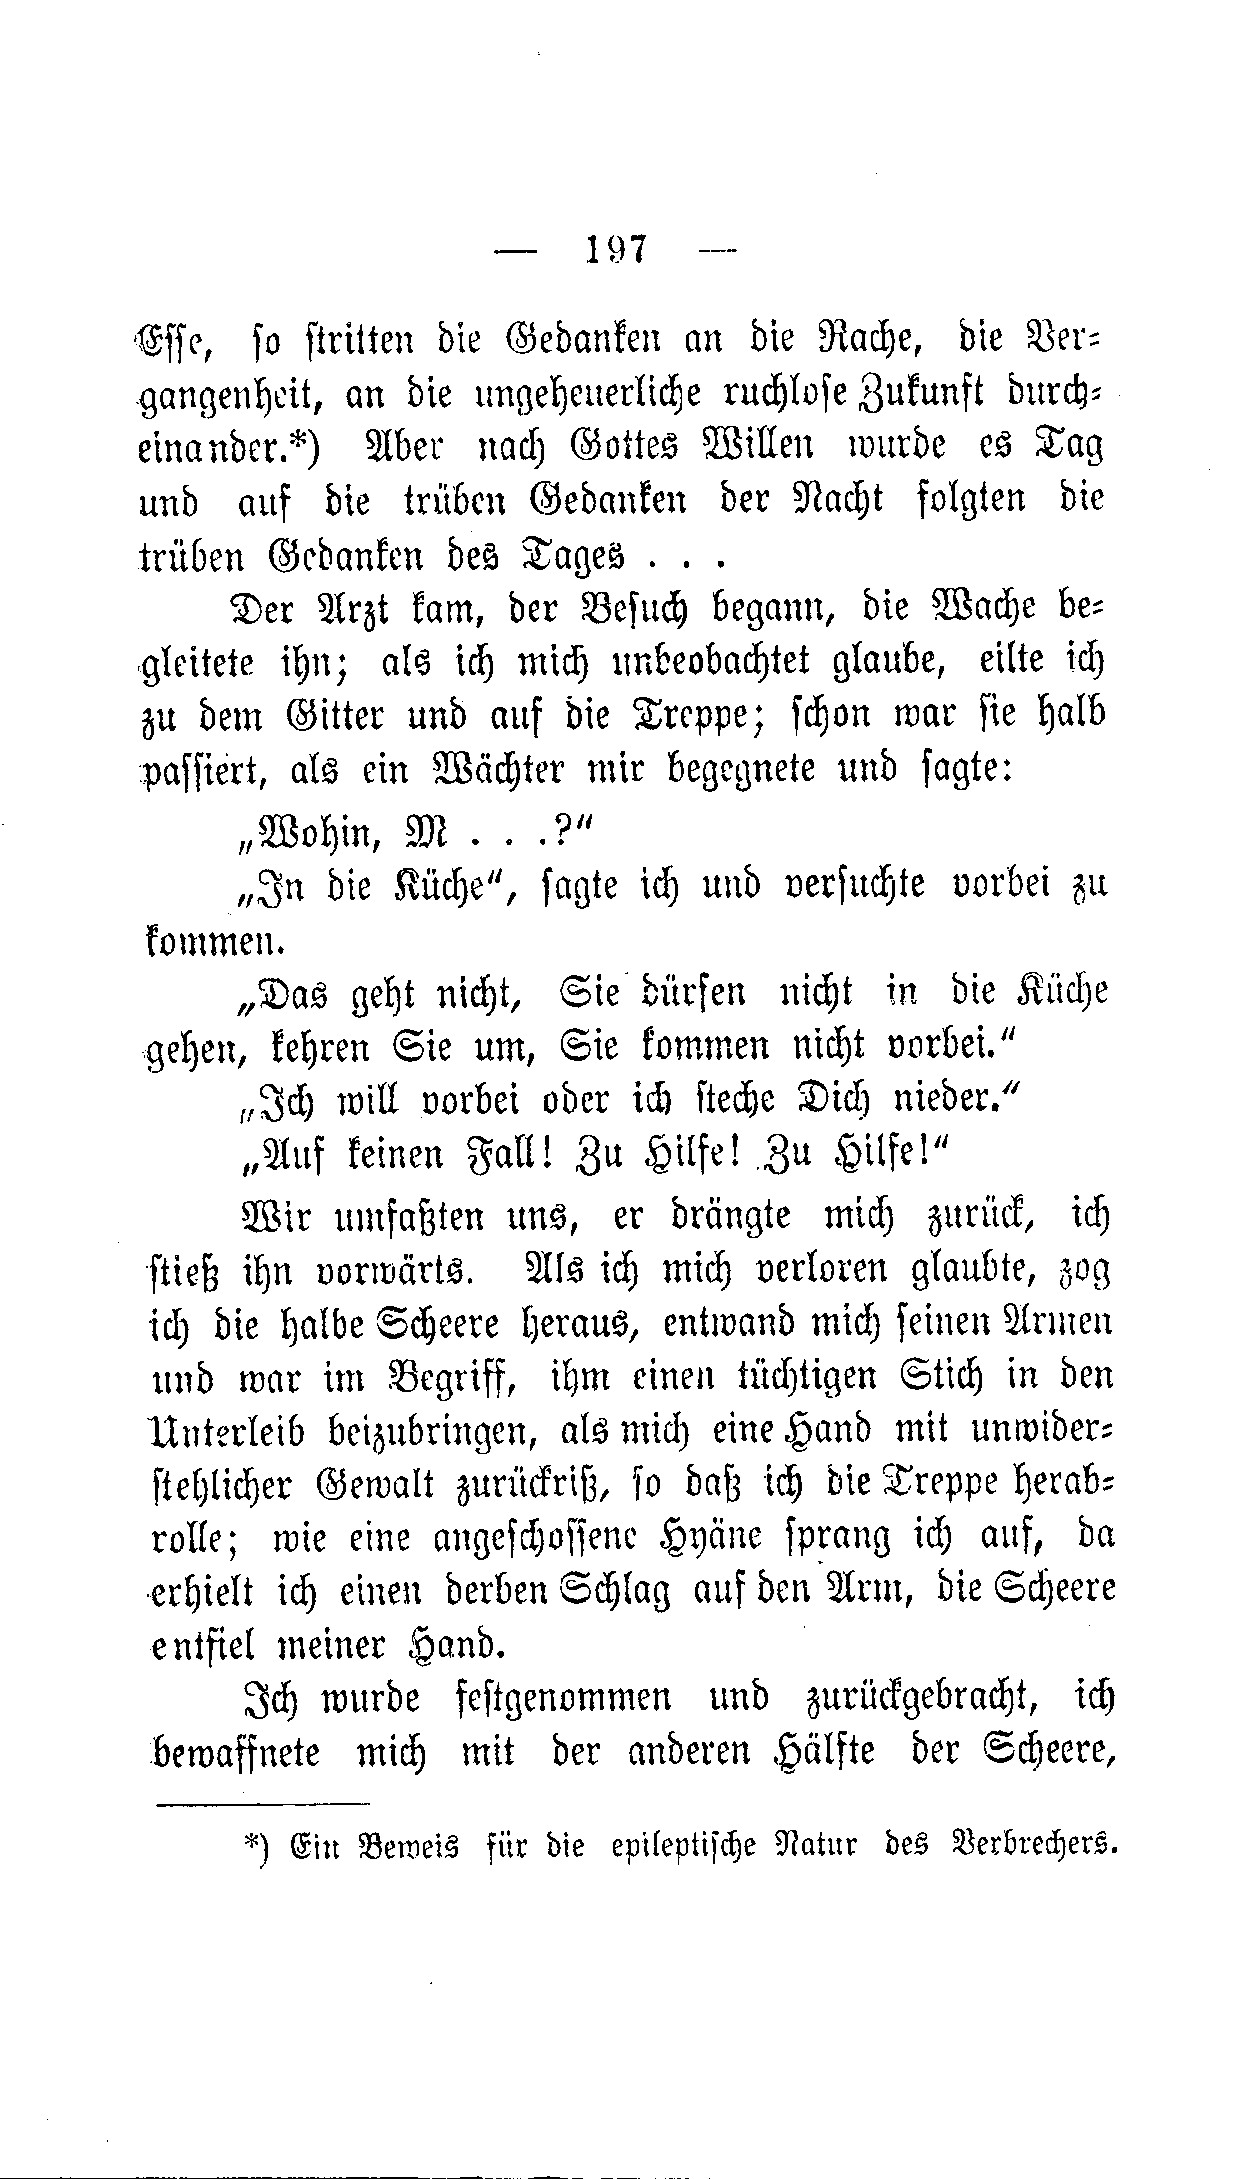 — 197 —
Esse, so stritten die Gedanken an die Rache, die Ver-
gangenheit, an die ungeheuerliche ruchlose Zukunft durch-
einander.*) Aber nach Gottes Willen wurde es Tag
und auf die trüben Gedanken der Nacht folgten die
trüben Gedanken des Tages . . .
Der Arzt kam, der Besuch begann, die Wache be-
gleitete ihn; als ich mich unbeobachtet glaube, eilte ich
zu dem Gitter und auf die Treppe; schon war sie halb
passiert, als ein Wächter mir begegnete und sagte:
„Wohin, M . . .?“
„In die Küche“, sagte ich und versuchte vorbei zu
kommen.
„Das geht nicht, Sie dürfen nicht in die Küche
gehen, kehren Sie um, Sie kommen nicht vorbei.“
„Ich will vorbei oder ich steche Dich nieder.“
„Auf keinen Fall! Zu Hilfe! Zu Hilfe!“
Wir umfaßten uns, er drängte mich zurück, ich
stieß ihn vorwärts. Als ich mich verloren glaubte, zog
ich die halbe Scheere heraus, entwand mich seinen Armen
und war im Begriff, ihm einen tüchtigen Stich in den
Unterleib beizubringen, als mich eine Hand mit unwider-
stehlicher Gewalt zurückriß, so daß ich die Treppe herab-
rolle; wie eine angeschossene Hyäne sprang ich auf, da
erhielt ich einen derben Schlag auf den Arm, die Scheere
entfiel meiner Hand.
Ich wurde festgenommen und zurückgebracht, ich
bewaffnete mich mit der anderen Hälfte der Scheere,
*) Ein Beweis für die epileptische Natur des Verbrechers.